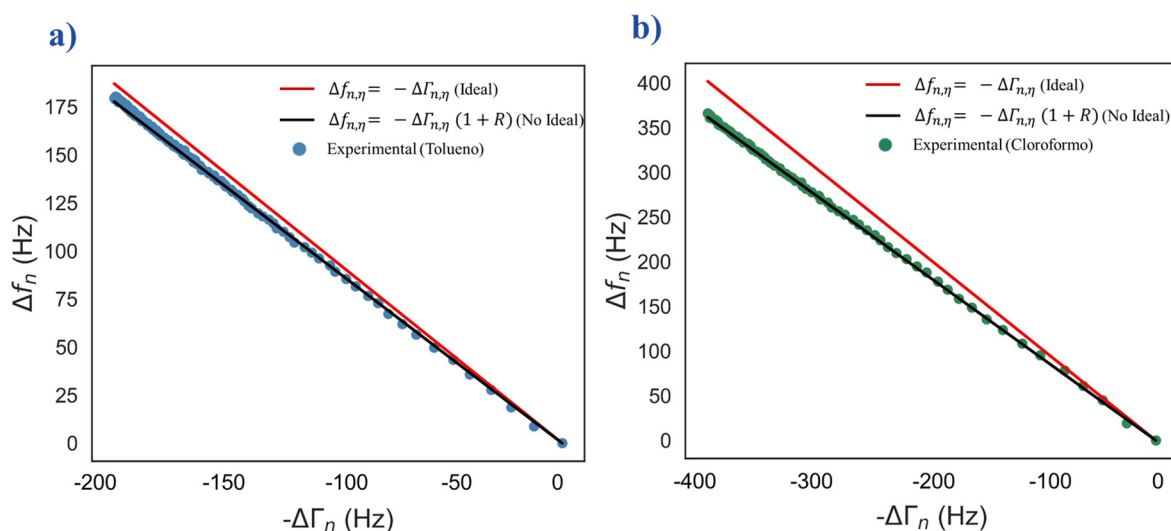 a)
Δf_{n,η} = − ΔΓ_{n,η} (Ideal)
Δf_{n,η} = − ΔΓ_{n,η} (1 + R) (No Ideal)
Experimental (Tolueno)
175
150
125
100
75
50
25
0
Δf_n (Hz)
-200
-150
-100
-50
0
-ΔΓ_n (Hz)
b)
Δf_{n,η} = − ΔΓ_{n,η} (Ideal)
Δf_{n,η} = − ΔΓ_{n,η} (1 + R) (No Ideal)
Experimental (Cloroformo)
400
350
300
250
200
150
100
50
0
Δf_n (Hz)
-400
-300
-200
-100
0
-ΔΓ_n (Hz)